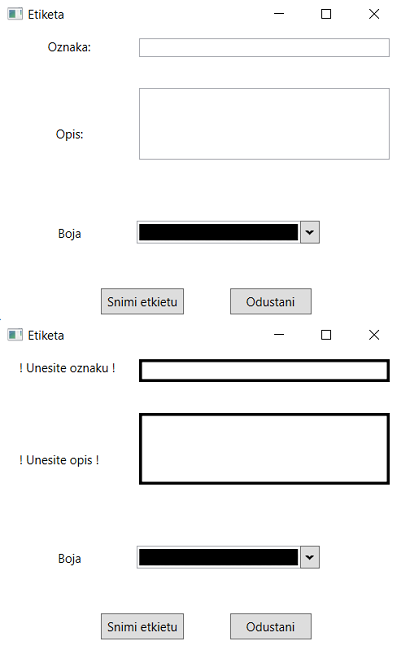 Etiketa
Oznaka:
Opis:
Boja
Snimi etkietu Odustani
Etiketa
! Unesite oznaku !
! Unesite opis !
Boja
Snimi etkietu Odustani